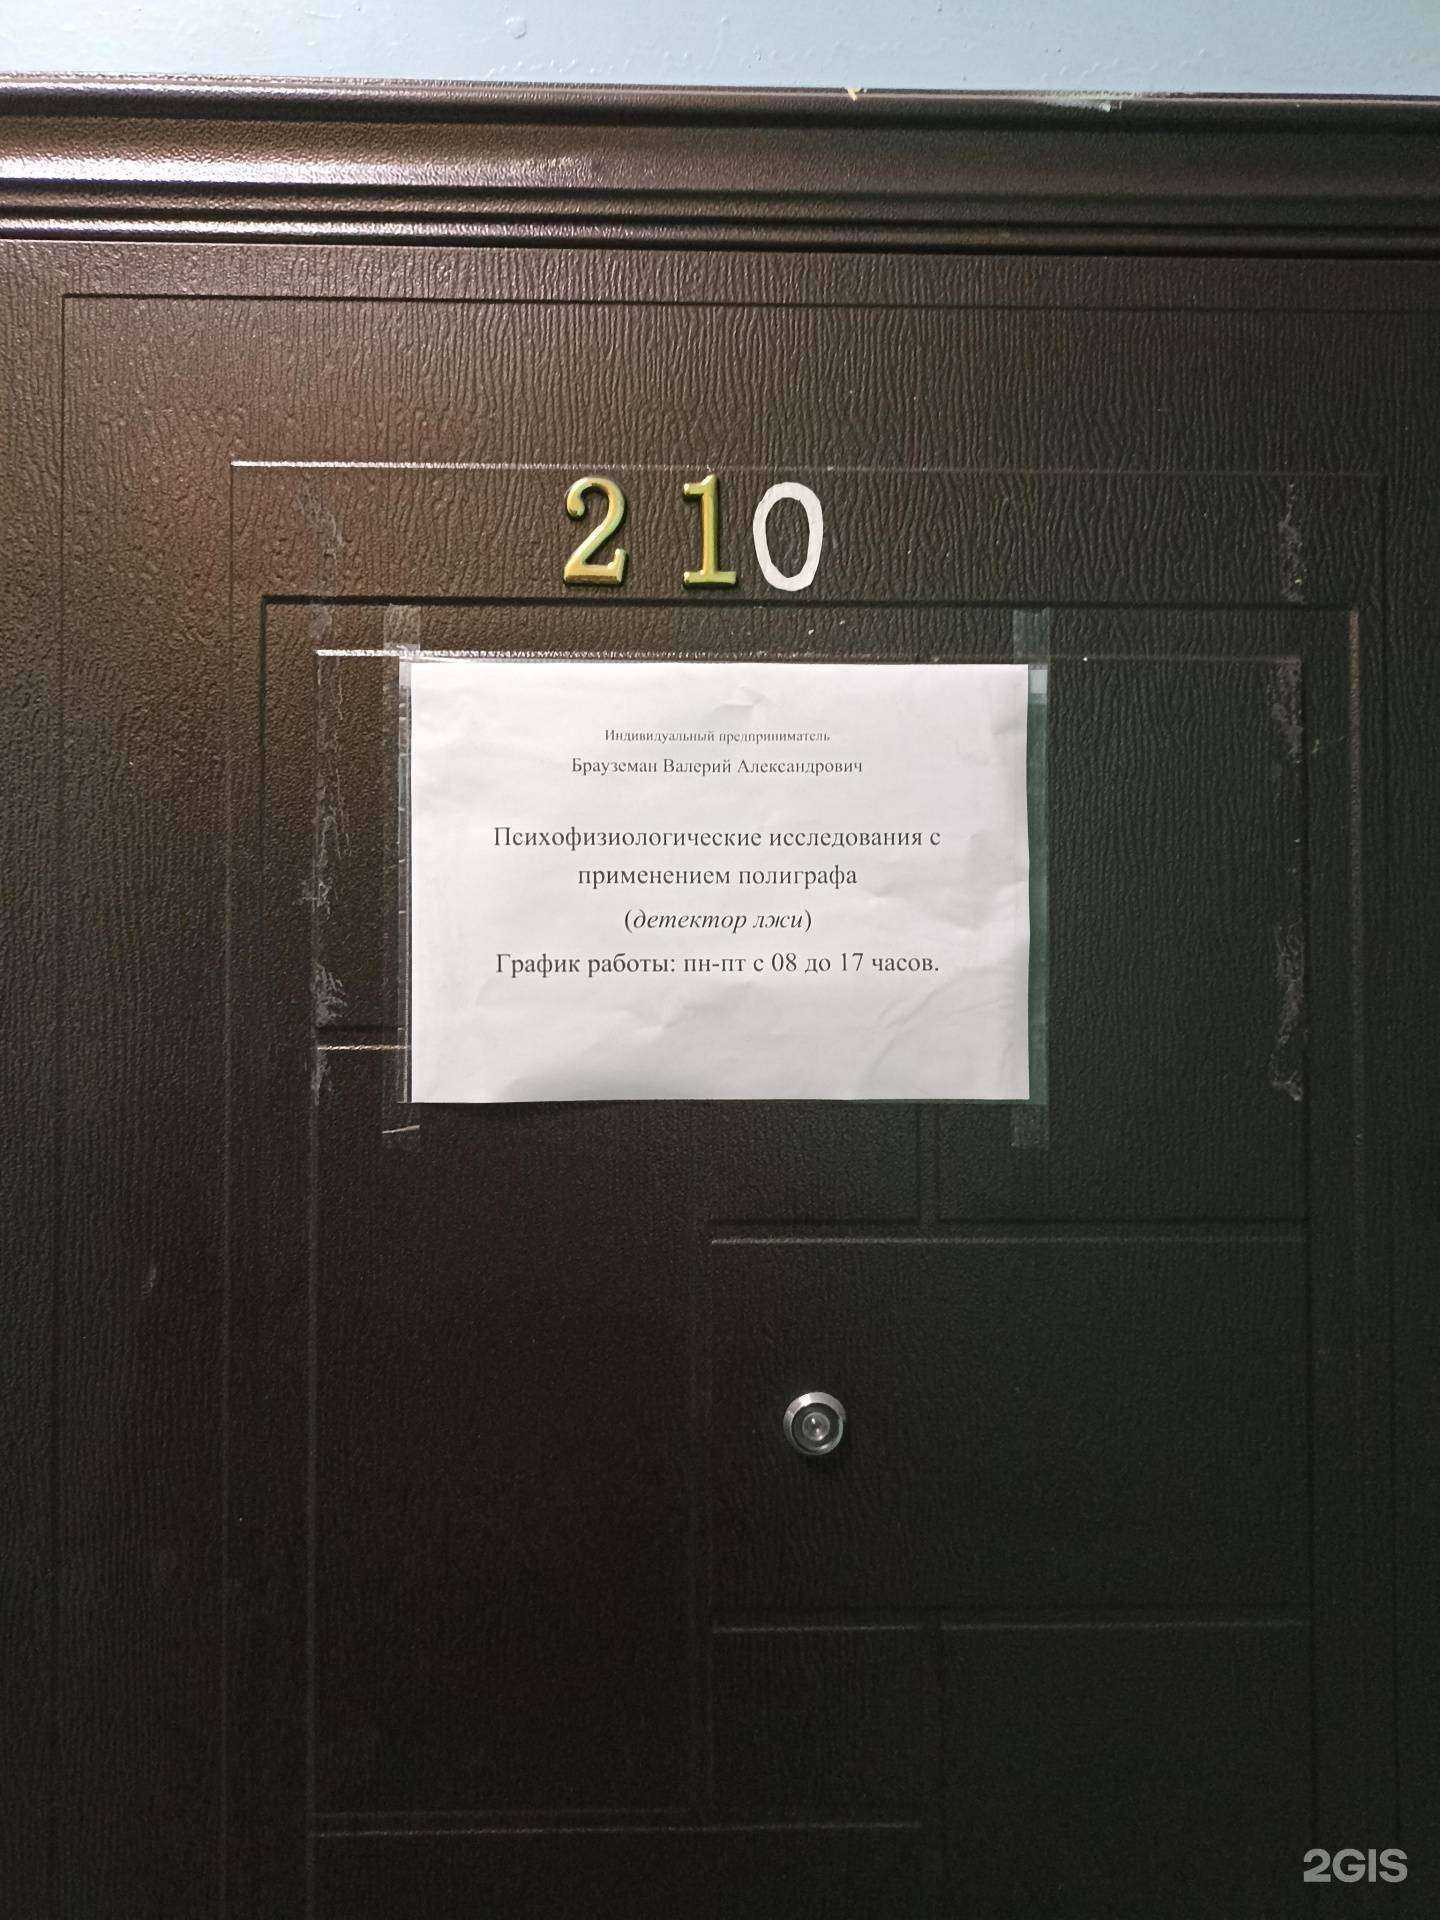 210
Индивидуальный предприниматель
Брауземан Валерий Александрович
Психофизиологические исследования с
применением полиграфа
(детектор лжи)
График работы: пн-пт с 08 до 17 часов.
2GIS